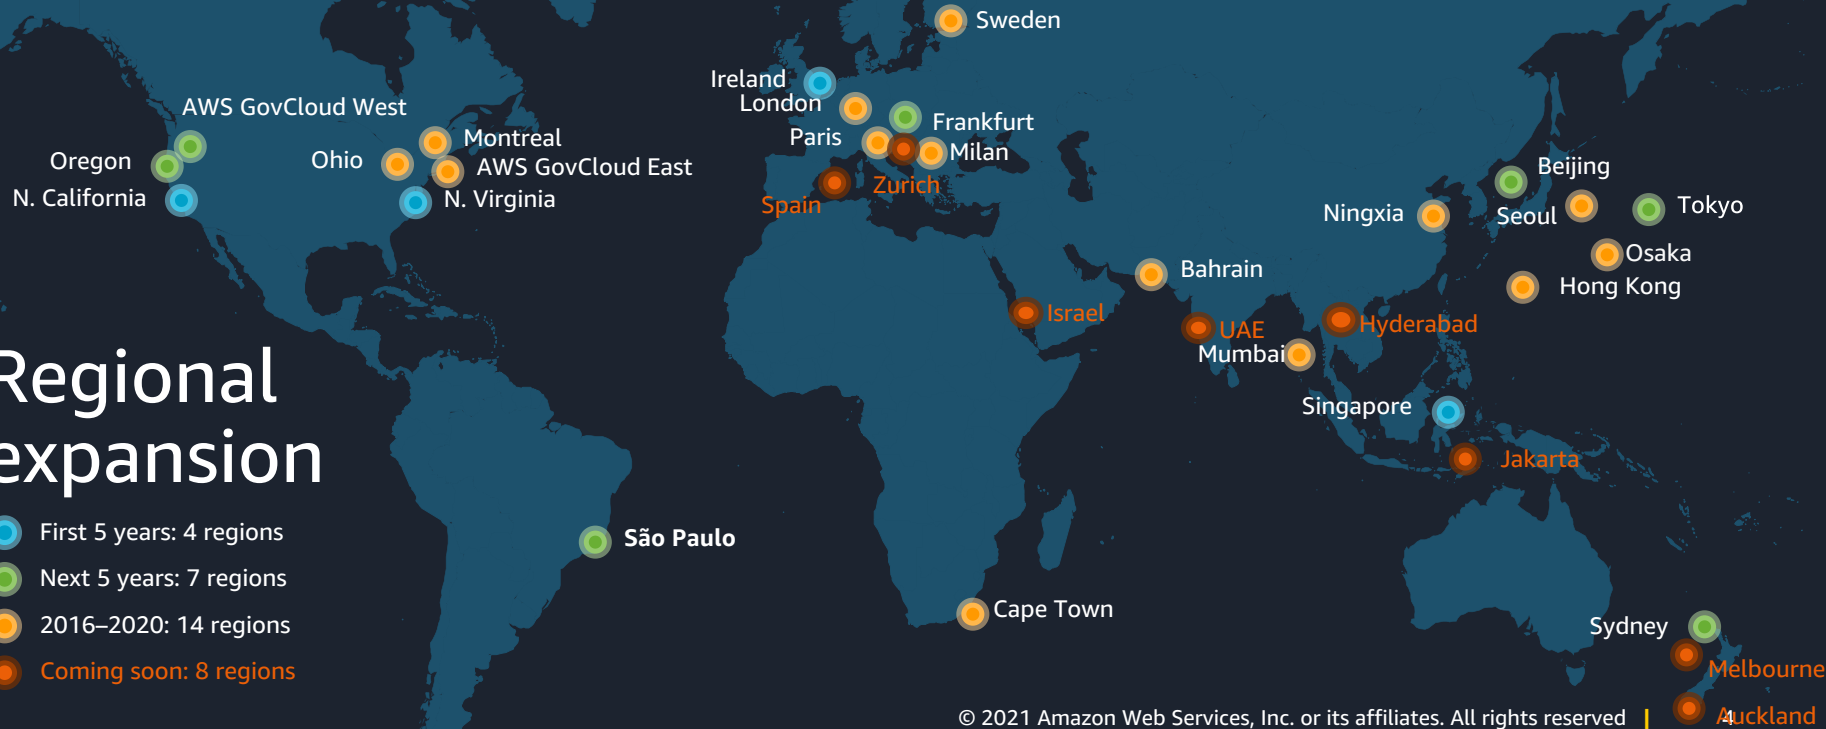 Sweden
Ireland
London
AWS GovCloud West
Frankfurt
Paris
Montreal
Milan
Oregon
Ohio
AWS GovCloud East
Beijing
N. California
N. Virginia
Zurich
Spain
Ningxia
Seoul
Tokyo
Osaka
Bahrain
Hong Kong
Israel
UAE
Hyderabad
Mumbai
Regional
expansion
Singapore
Jakarta
First 5 years: 4 regions
São Paulo
Next 5 years: 7 regions
Cape Town
2016–2020: 14 regions
Sydney
Coming soon: 8 regions
Melbourne
© 2021 Amazon Web Services, Inc. or its affiliates. All rights reserved
4
Auckland